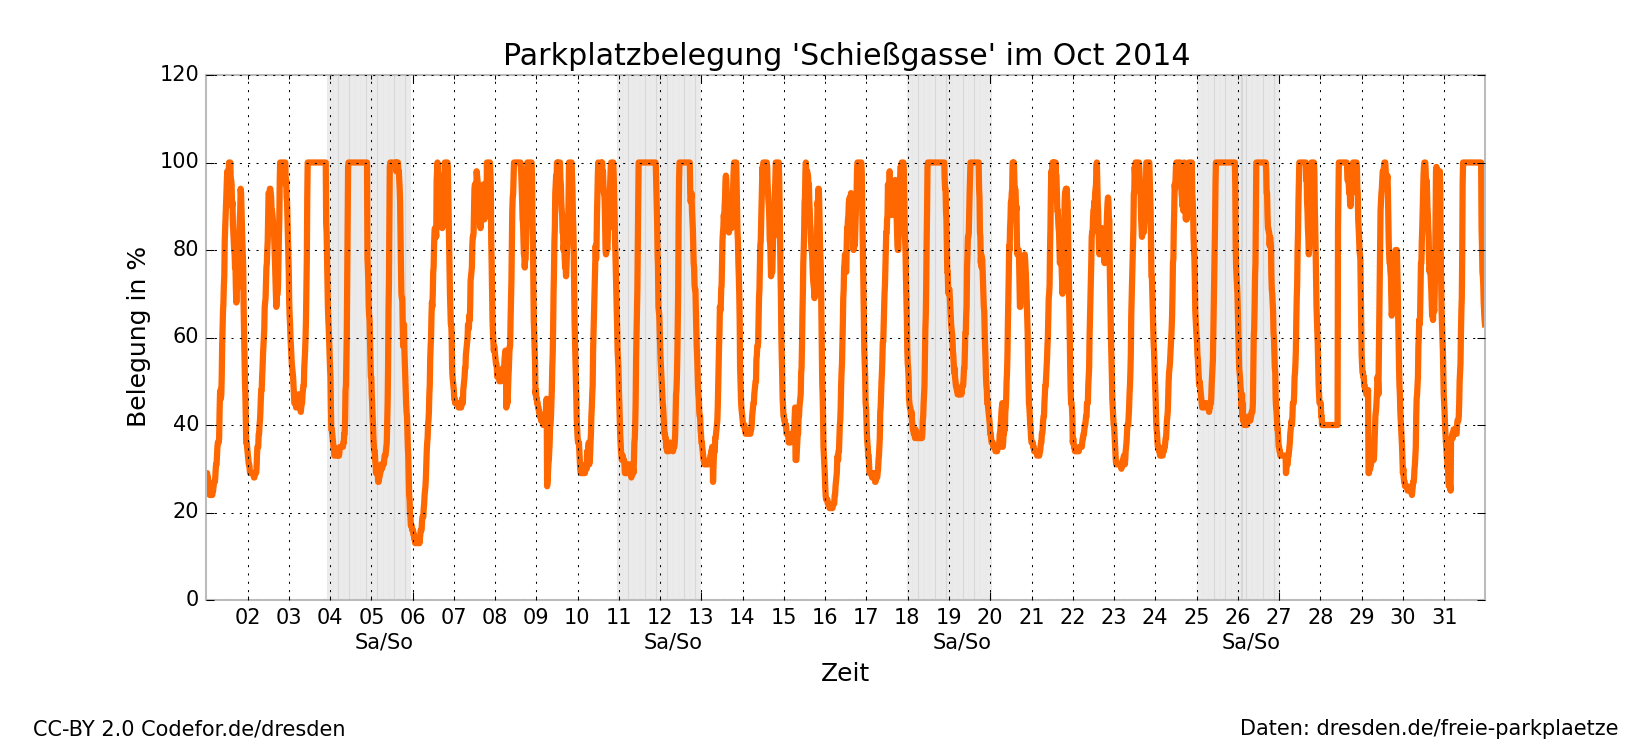 Parkplatzbelegung 'Schießgasse' im Oct 2014
120
100
80
60
40
20
0
Belegung in %
02 03 04 05 06 07 08 09 10 11 12 13 14 15 16 17 18 19 20 21 22 23 24 25 26 27 28 29 30 31
Sa/So Sa/So Sa/So Sa/So
Zeit
CC-BY 2.0 Codefor.de/dresden
Daten: dresden.de/freie-parkplaetze